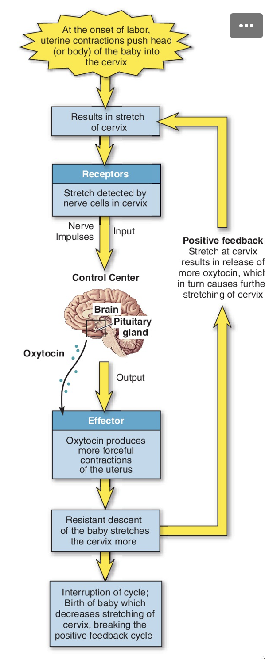 At the onset of labor,
uterine contractions push head
(or body) of the baby into
the cervix
Results in stretch
of cervix
Receptors
Stretch detected by
nerve cells in cervix
Nerve
Impulses
Input
Positive feedback
Stretch at cervix
results in release of
more oxytocin, which
in turn causes furthe
stretching of cervix
Control Center
Brain
Pituitary
gland
Oxytocin
Output
Effector
Oxytocin produces
more forceful
contractions
of the uterus
Resistant descent
of the baby stretches
the cervix more
Interruption of cycle;
Birth of baby which
decreases stretching of
cervix, breaking the
positive feedback cycle